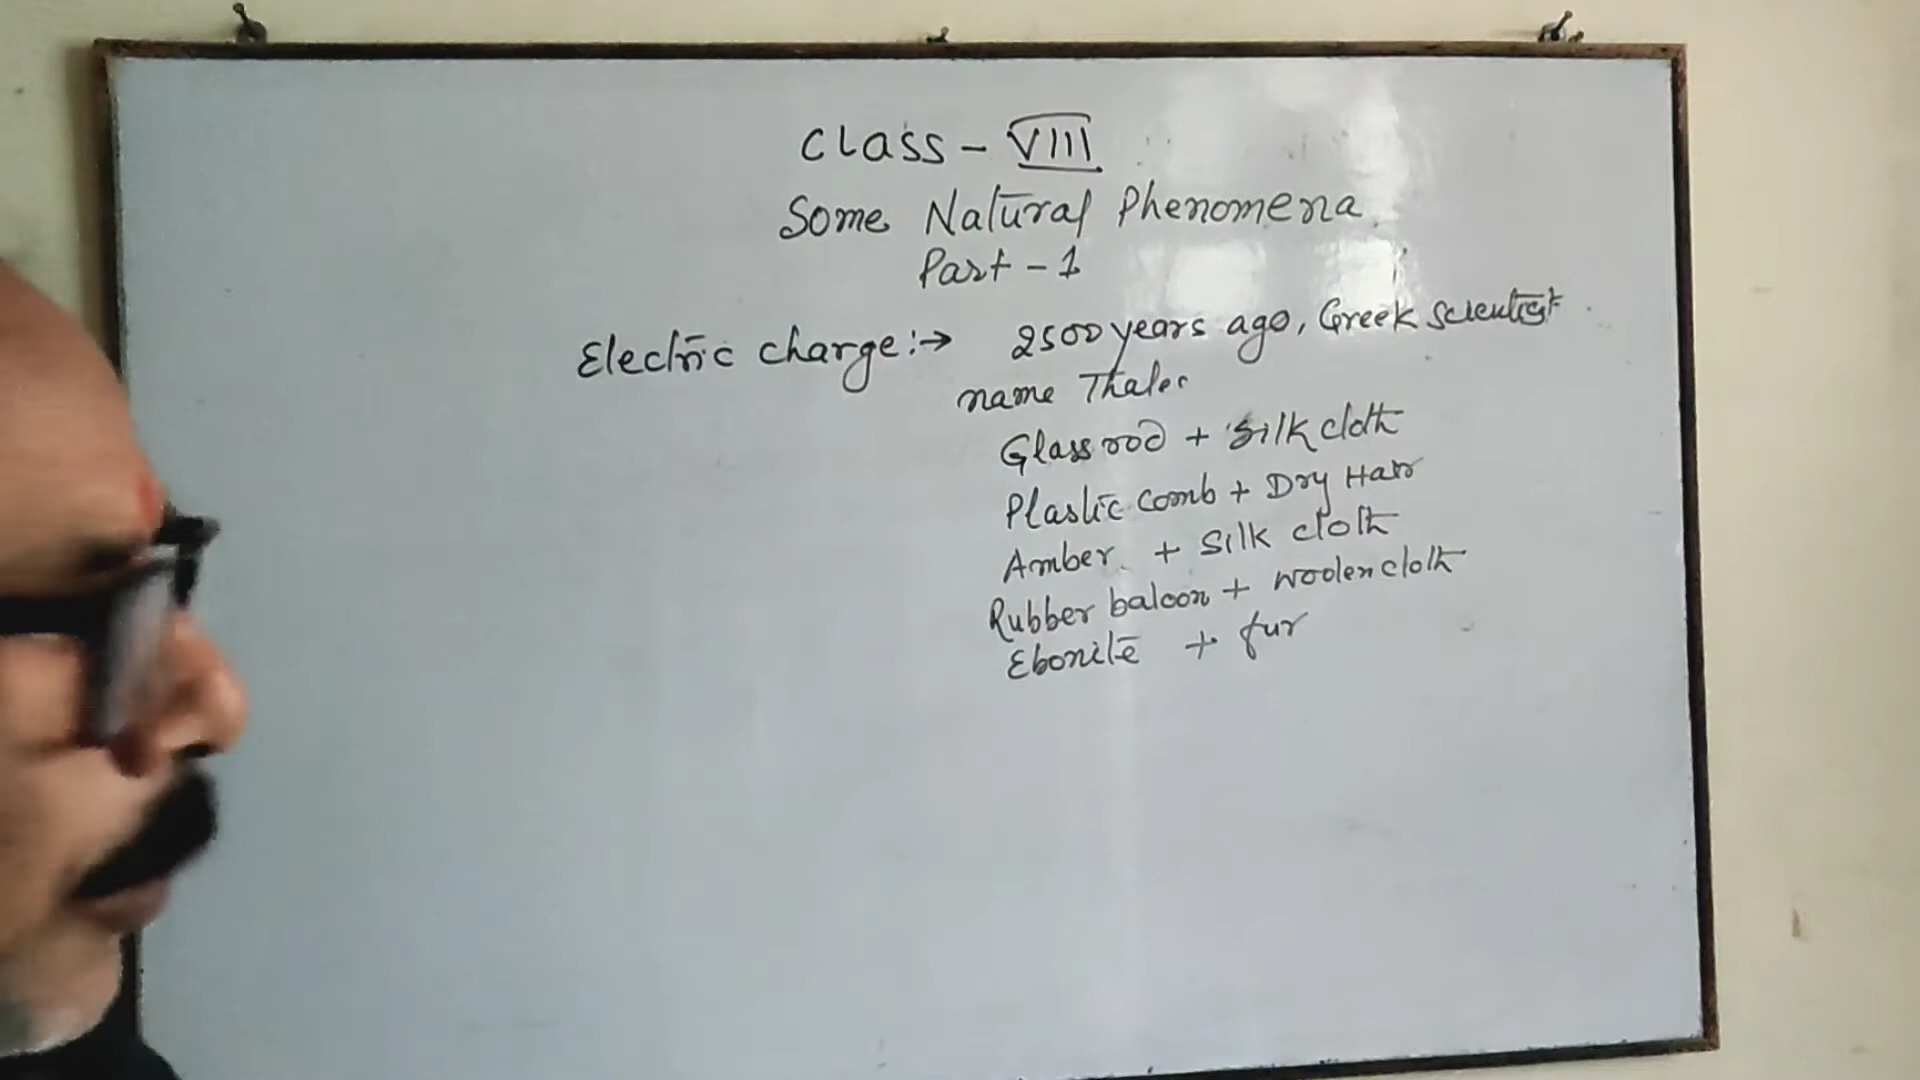 Class - VIII
Some Natural Phenomena
Part - 1
Electric charge :→ 2500 years ago, Greek scientist
name Thales
Glass rod + silk cloth
Plastic comb + Dry Hair
Amber + Silk cloth
Rubber baloon + woolen cloth
Ebonite + fur